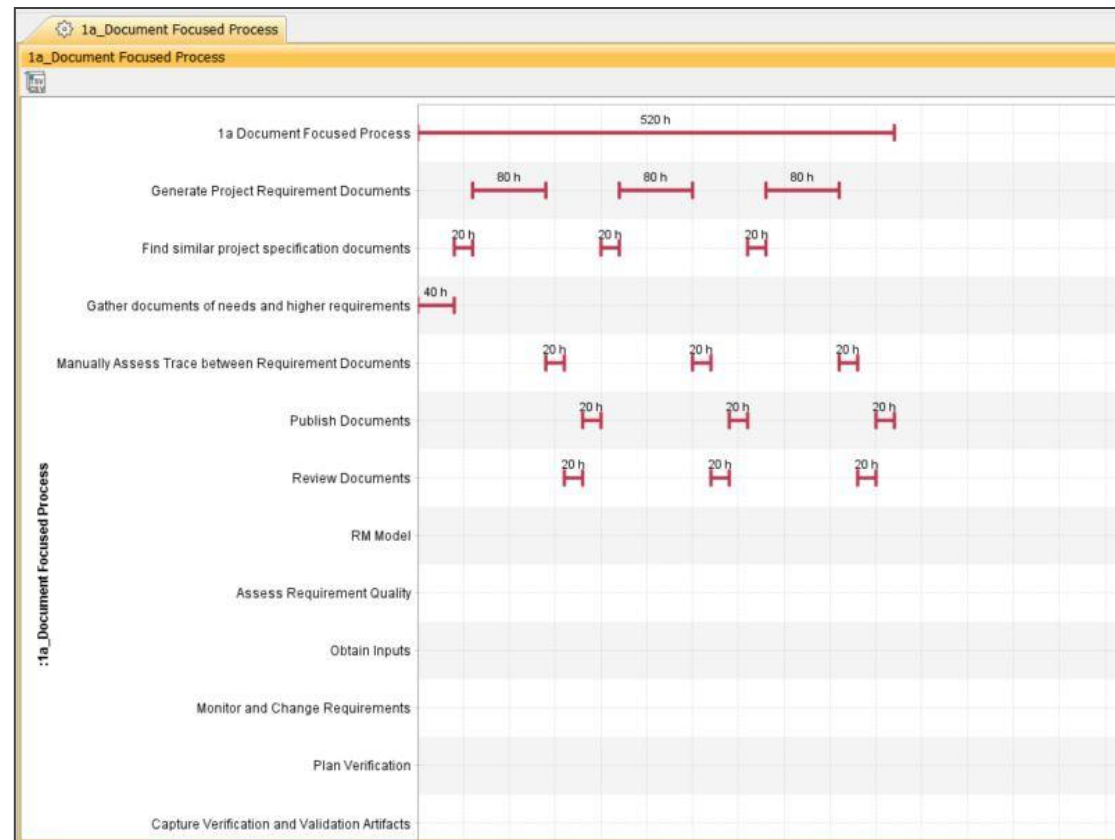 1a_Document Focused Process
1a_Document Focused Process
TSV
CSV
1a Document Focused Process
520 h
Generate Project Requirement Documents
80 h 80 h 80 h
Find similar project specification documents
20 h 20 h 20 h
Gather documents of needs and higher requirements
40 h
Manually Assess Trace between Requirement Documents
20 h 20 h 20 h
Publish Documents
20 h 20 h 20 h
Review Documents
20 h 20 h 20 h
RM Model
Assess Requirement Quality
Obtain Inputs
Monitor and Change Requirements
Plan Verification
Capture Verification and Validation Artifacts
:1a_Document Focused Process